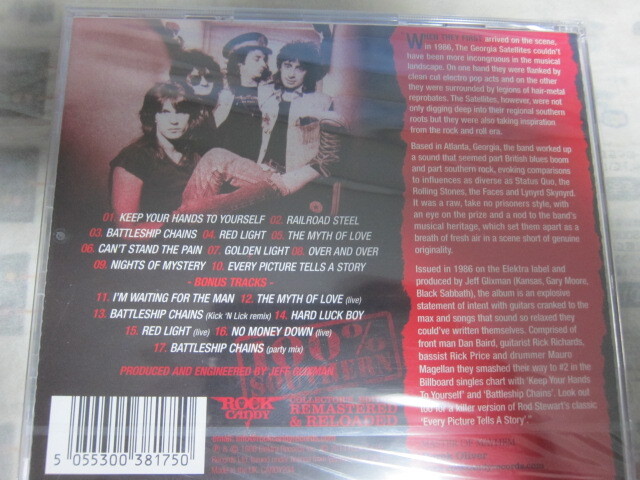 WHEN THEY FIRST arrived on the scene,
in 1986, The Georgia Satellites couldn't
have been more incongruous in the musical
landscape. On one hand they were flanked by
clean cut electro pop acts and on the other
they were surrounded by legions of hair-metal
reprobates. The Satellites, however, were not
only digging deep into their regional southern
roots but they were also taking inspiration
from the rock and roll era.
Based in Atlanta, Georgia, the band worked up
a sound that seemed part British blues boom
and part southern rock, evoking comparisons
to influences as diverse as Status Quo, the
Rolling Stones, the Faces and Lynyrd Skynyrd.
It was a raw, take no prisoners style, with
an eye on the prize and a nod to the band's
musical heritage, which set them apart as a
breath of fresh air in a scene short of genuine
originality.
Issued in 1986 on the Elektra label and
produced by Jeff Glixman (Kansas, Gary Moore,
Black Sabbath), the album is an explosive
statement of intent with guitars cranked to the
max and songs that sound so relaxed they
could've written themselves. Comprised of
front man Dan Baird, guitarist Rick Richards,
bassist Rick Price and drummer Mauro
Magellan they smashed their way to #2 in the
Billboard singles chart with 'Keep Your Hands
To Yourself' and 'Battleship Chains'. Look out
too for a killer version of Rod Stewart's classic
'Every Picture Tells A Story'."
01. KEEP YOUR HANDS TO YOURSELF 02. RAILROAD STEEL
03. BATTLESHIP CHAINS 04. RED LIGHT 05. THE MYTH OF LOVE
06. CAN'T STAND THE PAIN 07. GOLDEN LIGHT 08. OVER AND OVER
09. NIGHTS OF MYSTERY 10. EVERY PICTURE TELLS A STORY
- BONUS TRACKS -
11. I'M WAITING FOR THE MAN 12. THE MYTH OF LOVE (live)
13. BATTLESHIP CHAINS (Kick 'N Lick remix) 14. HARD LUCK BOY
15. RED LIGHT (live) 16. NO MONEY DOWN (live)
17. BATTLESHIP CHAINS (party mix)
PRODUCED AND ENGINEERED BY JEFF GLIXMAN
100%
ROCK
CANDY
REMASTERED
& RELOADED
5 055300 381750